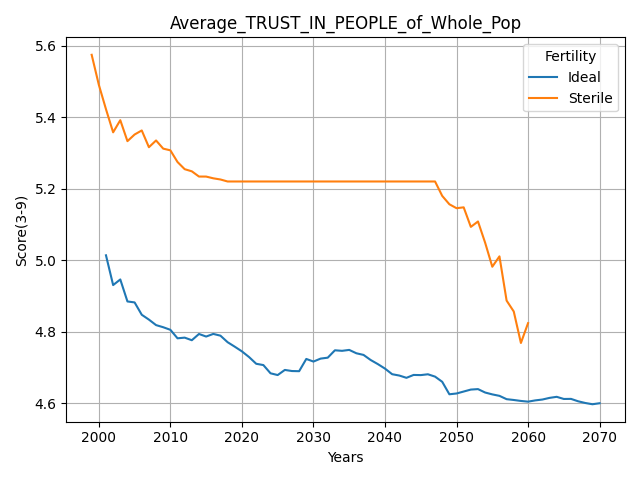 Average_TRUST_IN_PEOPLE_of_Whole_Pop
Fertility
Ideal
Sterile
Score(3-9)
5.6
5.4
5.2
5.0
4.8
4.6
2000 2010 2020 2030 2040 2050 2060 2070
Years